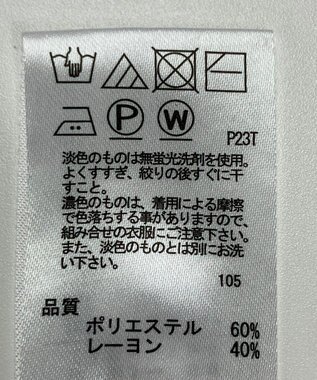 P
W
P23T
淡色のものは無蛍光洗剤を使用。
よくすすぎ、絞りの後すぐに干
すこと。
濃色のものは、着用による摩擦
で色落ちする事がありますので、
組み合せの衣服にご注意下さい。
また、淡色のものとは別にお洗
い下さい。
105
品質
ポリエステル 60%
レーヨン 40%